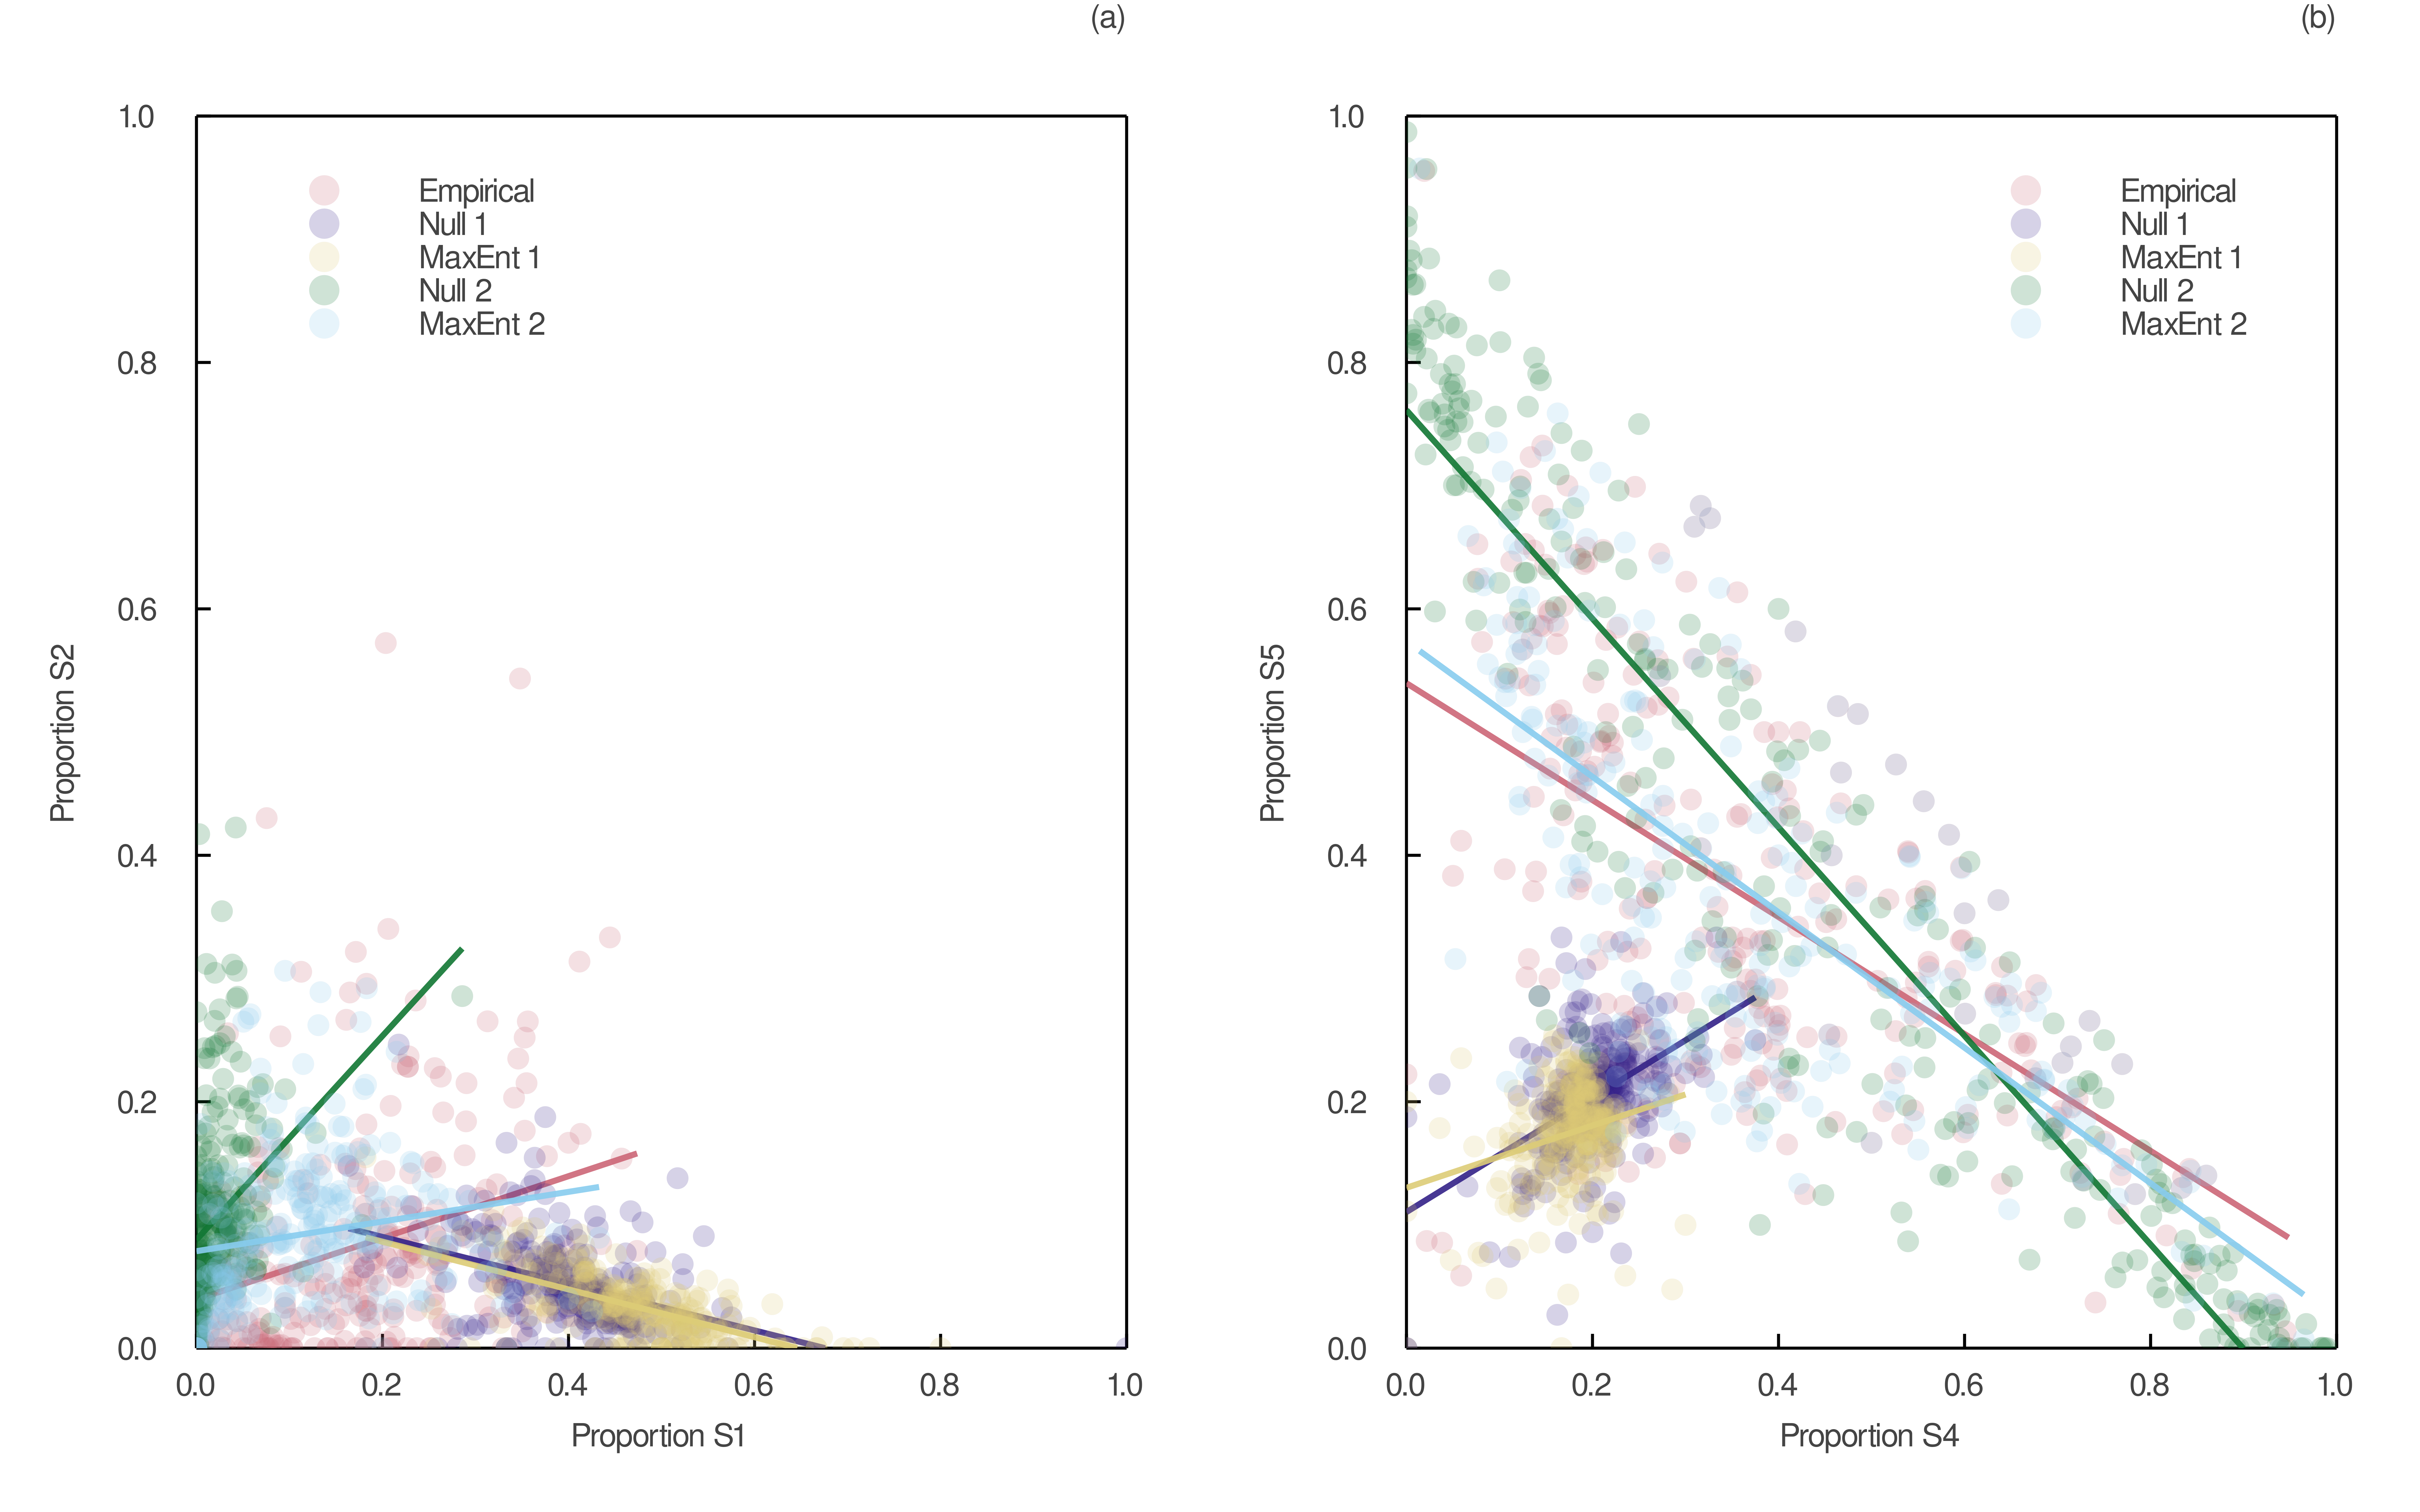 (a)
1.0
0.8
0.6
0.4
0.2
0.0
Proportion S2
Empirical
Null 1
MaxEnt 1
Null 2
MaxEnt 2
0.0 0.2 0.4 0.6 0.8 1.0
Proportion S1
(b)
1.0
0.8
0.6
0.4
0.2
0.0
Proportion S5
Empirical
Null 1
MaxEnt 1
Null 2
MaxEnt 2
0.0 0.2 0.4 0.6 0.8 1.0
Proportion S4